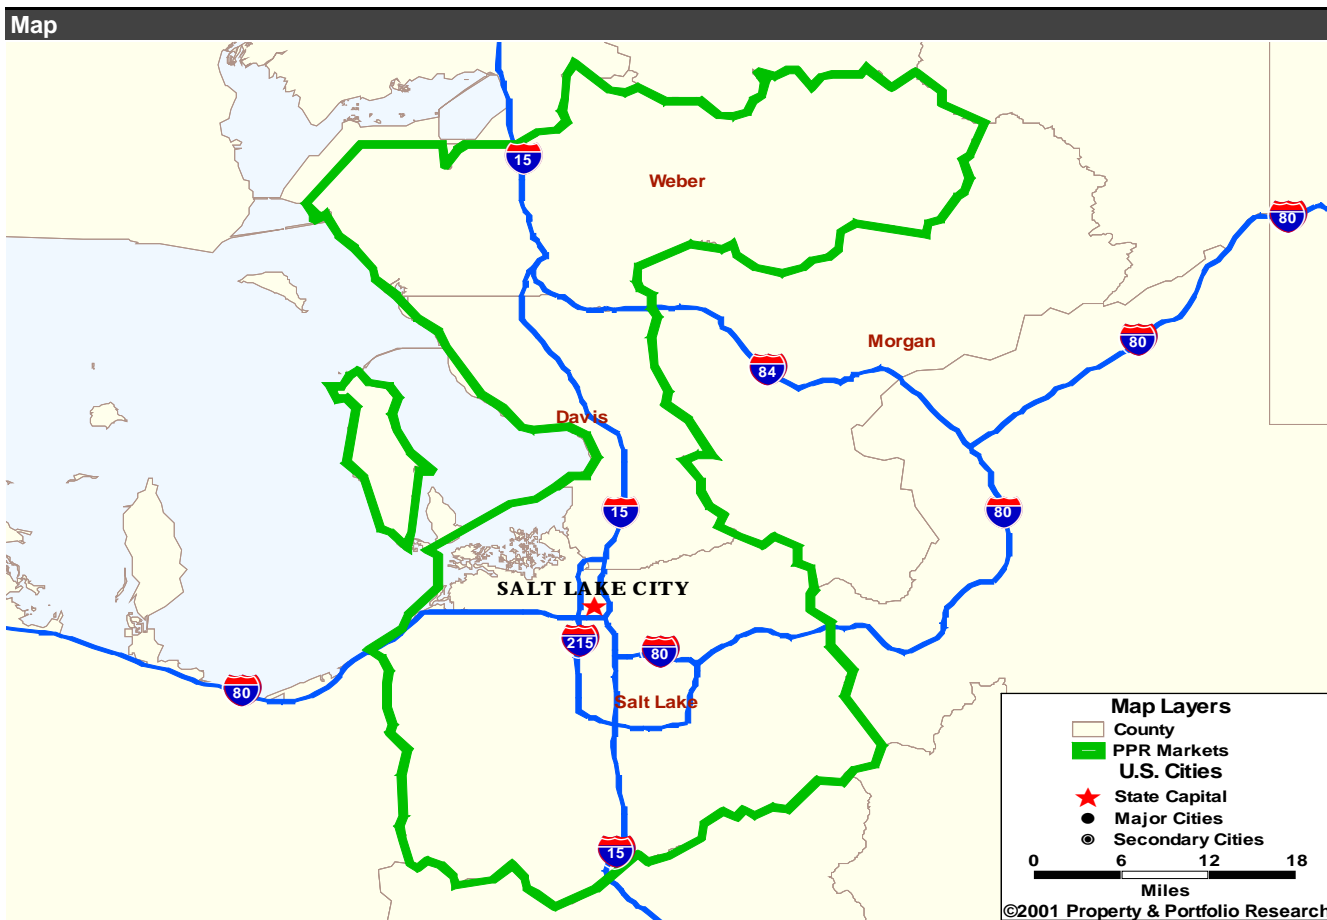 Map
15
Weber
80
80
Morgan
84
Davis
15
80
SALT LAKE CITY
215
80
80
Salt Lake
15
Map Layers
County
PPR Markets
U.S. Cities
State Capital
Major Cities
Secondary Cities
0 6 12 18
Miles
©2001 Property & Portfolio Research